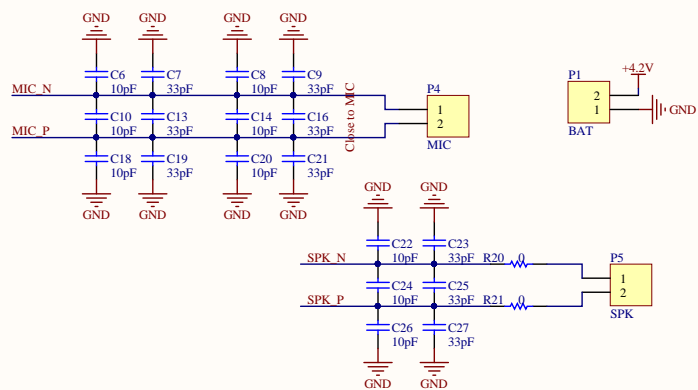 GND GND GND GND
C6 C7 C8 C9
10pF 33pF 10pF 33pF
MIC_N
C10 C13 C14 C16
10pF 33pF 10pF 33pF
MIC_P
C18 C19 C20 C21
10pF 33pF 10pF 33pF
GND GND GND GND
Close to MIC
P4
1
2
MIC
+4.2V
P1
2
1
GND
BAT
GND GND
C22 C23
10pF 33pF
SPK_N
R20 0
C24 C25
10pF 33pF
SPK_P
R21 0
C26 C27
10pF 33pF
GND GND
P5
1
2
SPK